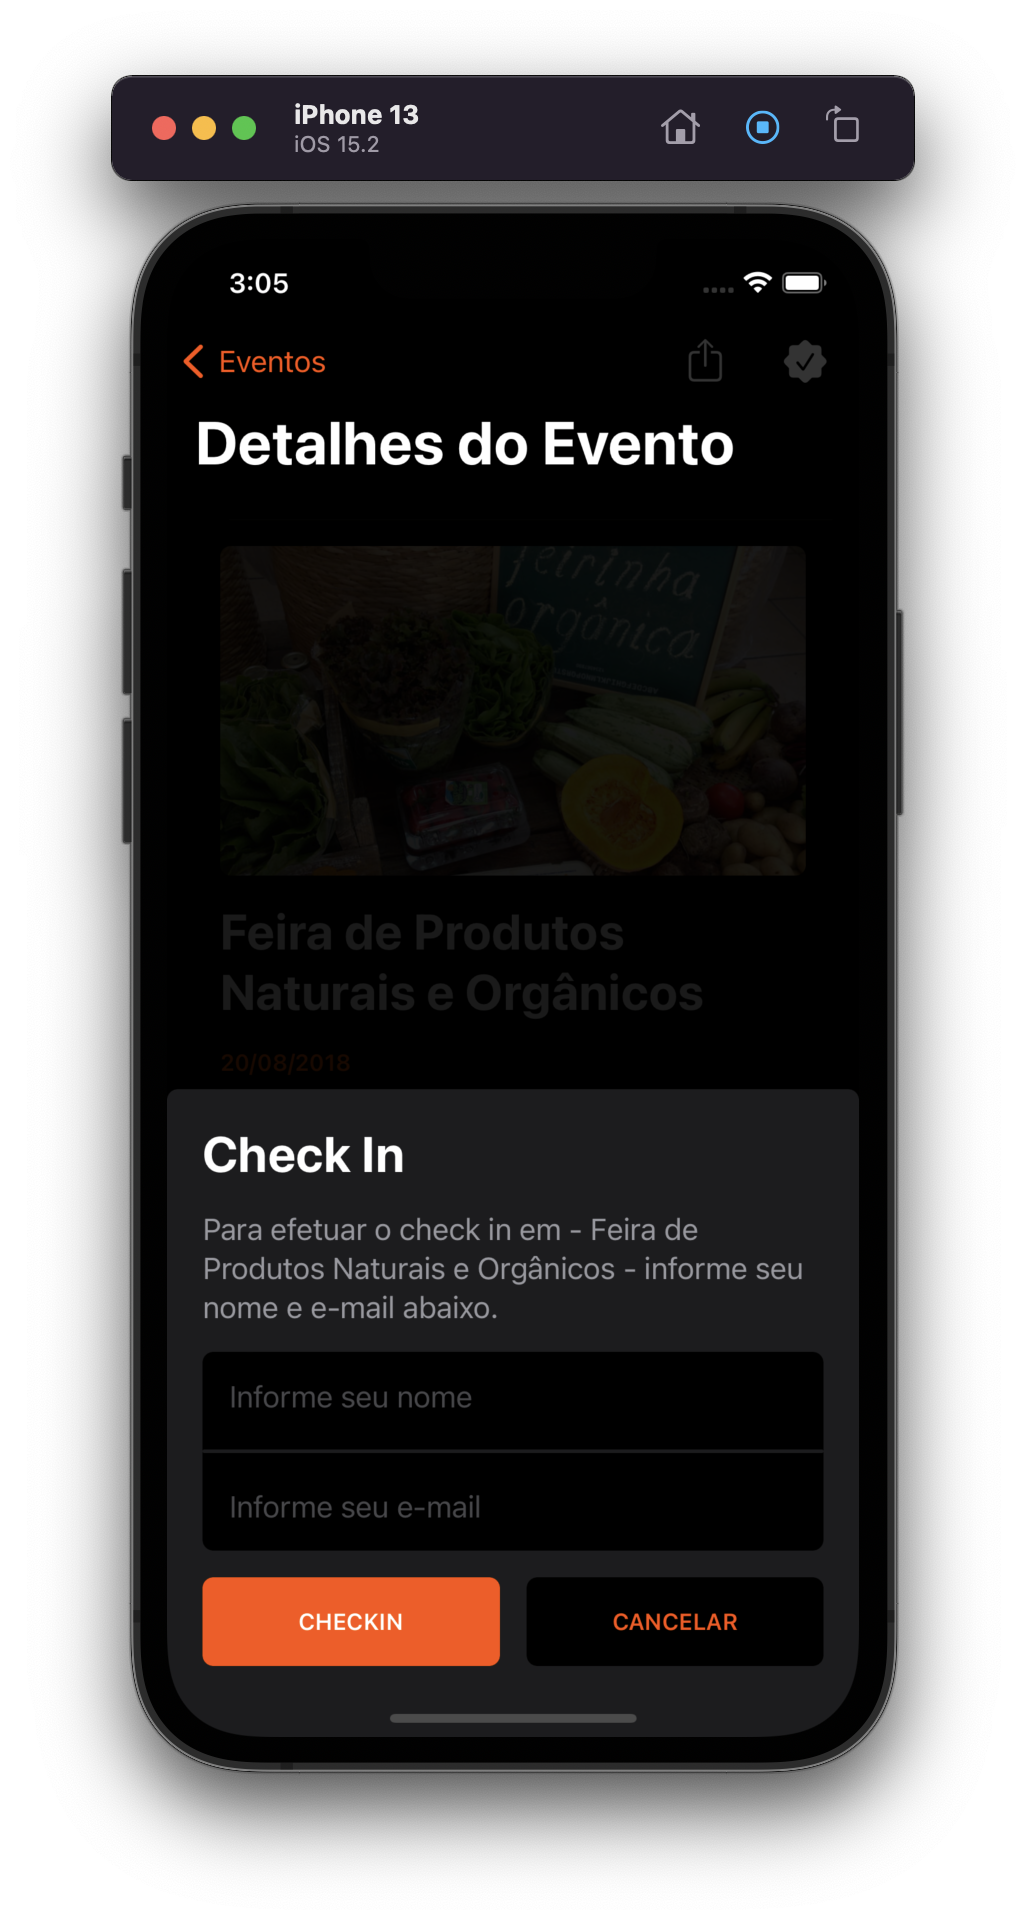 iPhone 13
iOS 15.2
3:05
Eventos
Detalhes do Evento
feirinha
orgânica
Feira de Produtos
Naturais e Orgânicos
20/08/2018
Check In
Para efetuar o check in em - Feira de
Produtos Naturais e Orgânicos - informe seu
nome e e-mail abaixo.
Informe seu nome
Informe seu e-mail
CHECKIN
CANCELAR